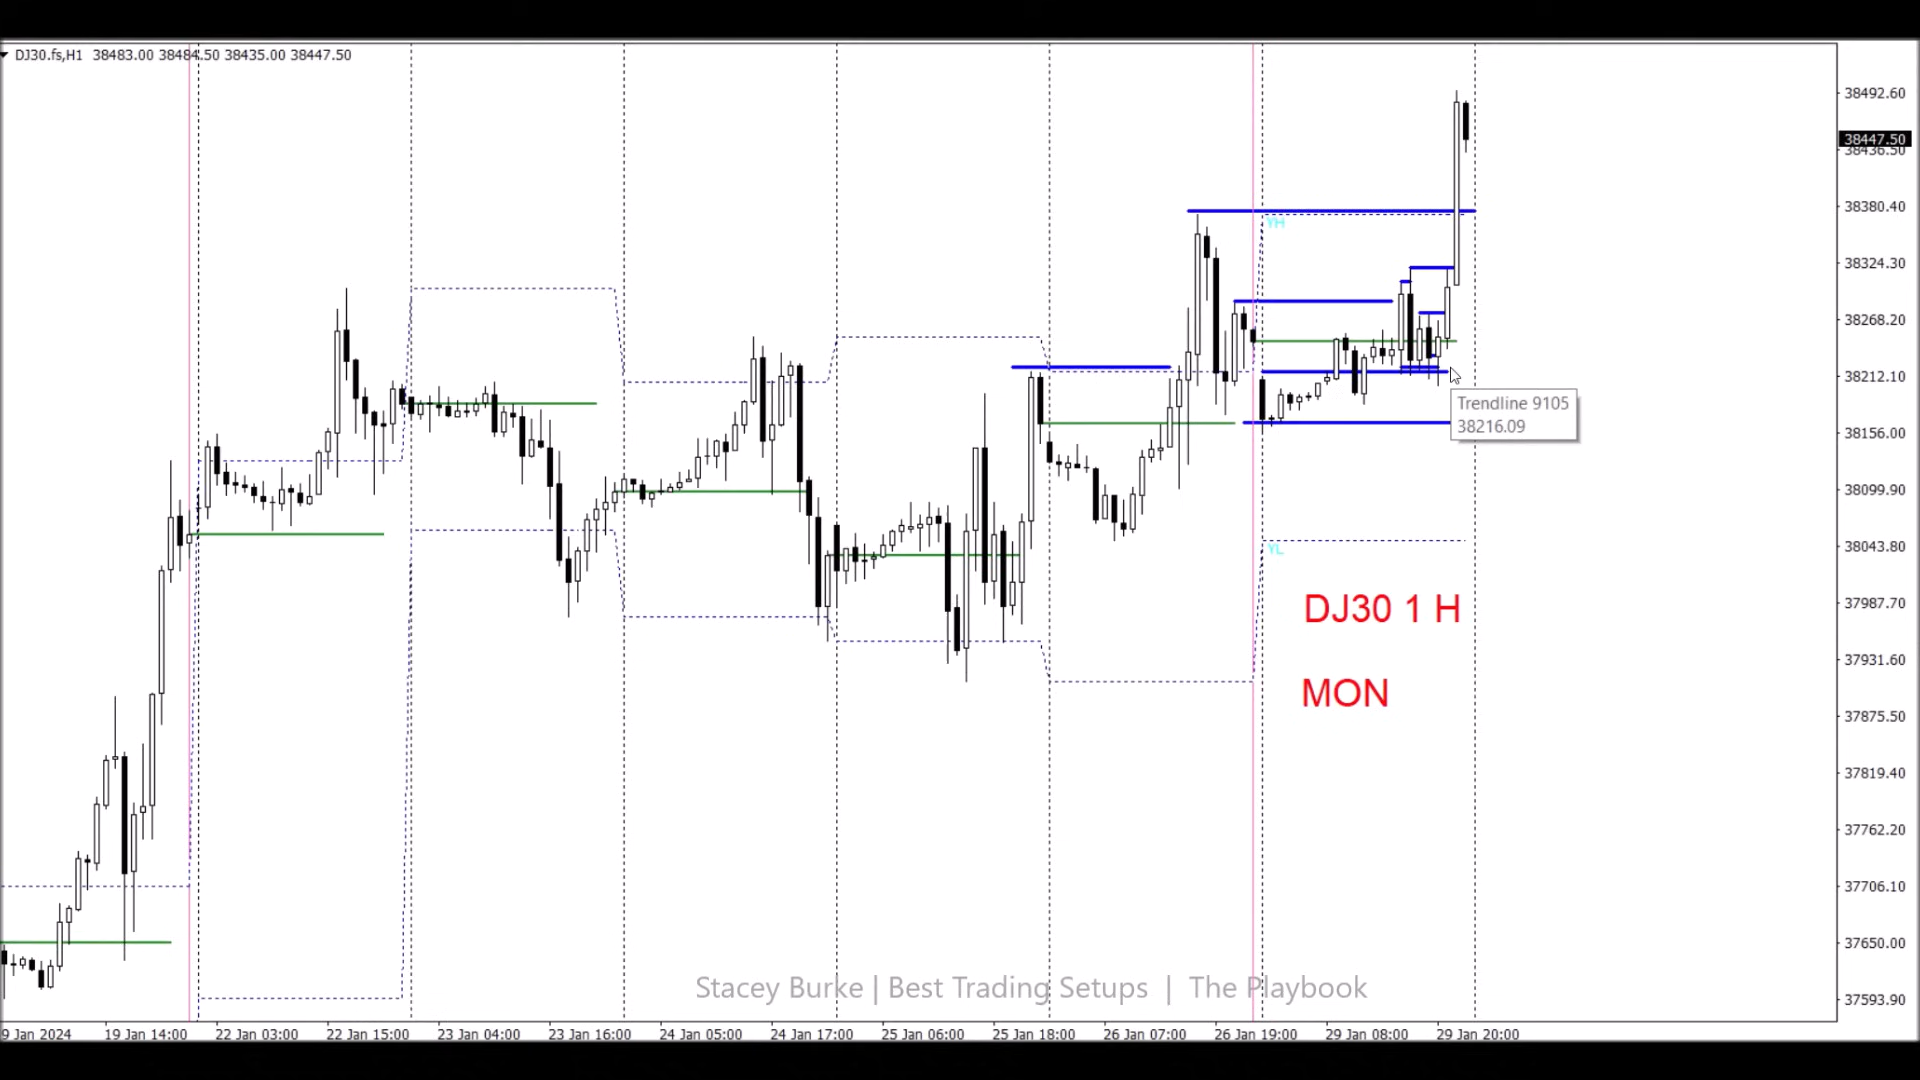 DJ30.fs,H1 38483.00 38484.50 38435.00 38447.50
38492.60
38447.50
38436.50
38380.40
YH
38324.30
38268.20
38212.10
Trendline 9105
38216.09
38156.00
38099.90
38043.80
YL
DJ30 1 H
37987.70
37931.60
MON
37875.50
37819.40
37762.20
37706.10
37650.00
Stacey Burke | Best Trading Setups | The Playbook
37593.90
9 Jan 2024 19 Jan 14:00 22 Jan 03:00 22 Jan 15:00 23 Jan 04:00 23 Jan 16:00 24 Jan 05:00 24 Jan 17:00 25 Jan 06:00 25 Jan 18:00 26 Jan 07:00 26 Jan 19:00 29 Jan 08:00 29 Jan 20:00